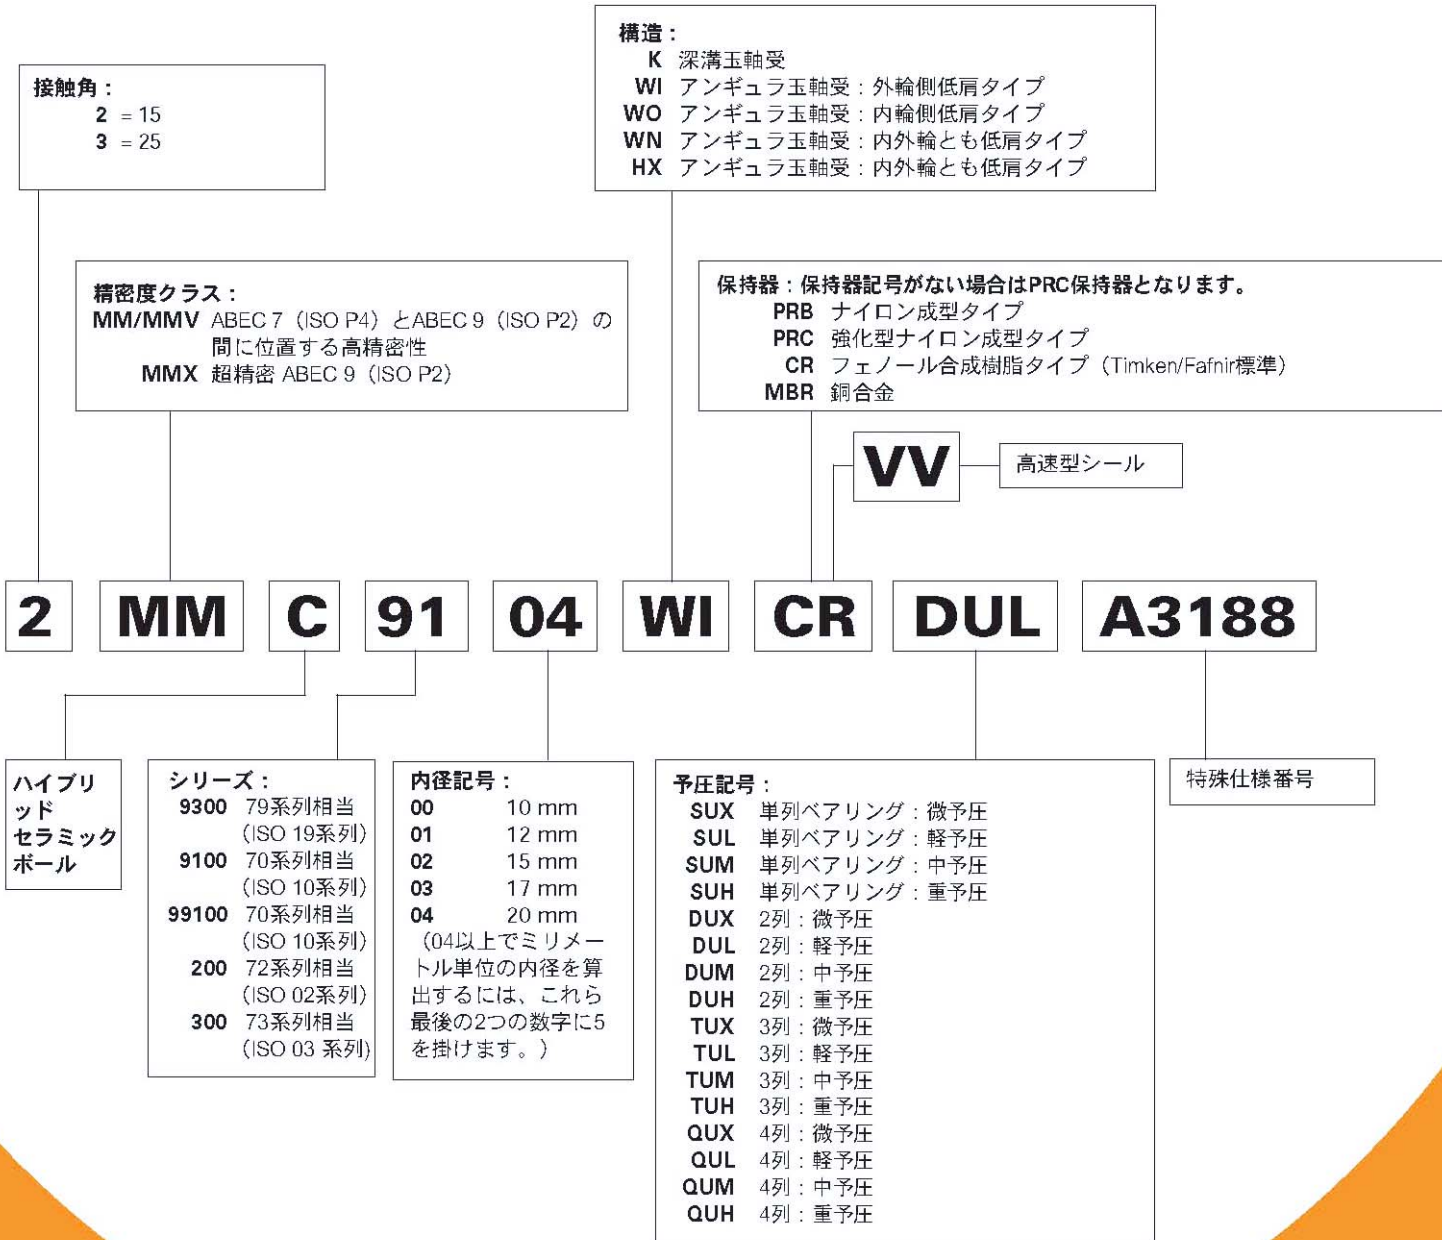 構造：
K 深溝玉軸受
WI アンギュラ玉軸受：外輪側低肩タイプ
WO アンギュラ玉軸受：内輪側低肩タイプ
WN アンギュラ玉軸受：内外輪とも低肩タイプ
HX アンギュラ玉軸受：内外輪とも低肩タイプ
接触角：
2 = 15
3 = 25
精密度クラス：
MM/MMV ABEC 7（ISO P4）とABEC 9（ISO P2）の
間に位置する高精密性
MMX 超精密 ABEC 9（ISO P2）
保持器：保持器記号がない場合はPRC保持器となります。
PRB ナイロン成型タイプ
PRC 強化型ナイロン成型タイプ
CR フェノール合成樹脂タイプ（Timken/Fafnir標準）
MBR 銅合金
VV 高速型シール
2 MM C 91 04 WI CR DUL A3188
ハイブリ
ッド
セラミック
ボール
シリーズ：
9300 79系列相当
（ISO 19系列）
9100 70系列相当
（ISO 10系列）
99100 70系列相当
（ISO 10系列）
200 72系列相当
（ISO 02系列）
300 73系列相当
（ISO 03 系列）
内径記号：
00 10 mm
01 12 mm
02 15 mm
03 17 mm
04 20 mm
（04以上でミリメー
トル単位の内径を算
出するには、これら
最後の2つの数字に5
を掛けます。）
予圧記号：
SUX 単列ベアリング：微予圧
SUL 単列ベアリング：軽予圧
SUM 単列ベアリング：中予圧
SUH 単列ベアリング：重予圧
DUX 2列：微予圧
DUL 2列：軽予圧
DUM 2列：中予圧
DUH 2列：重予圧
TUX 3列：微予圧
TUL 3列：軽予圧
TUM 3列：中予圧
TUH 3列：重予圧
QUX 4列：微予圧
QUL 4列：軽予圧
QUM 4列：中予圧
QUH 4列：重予圧
特殊仕様番号